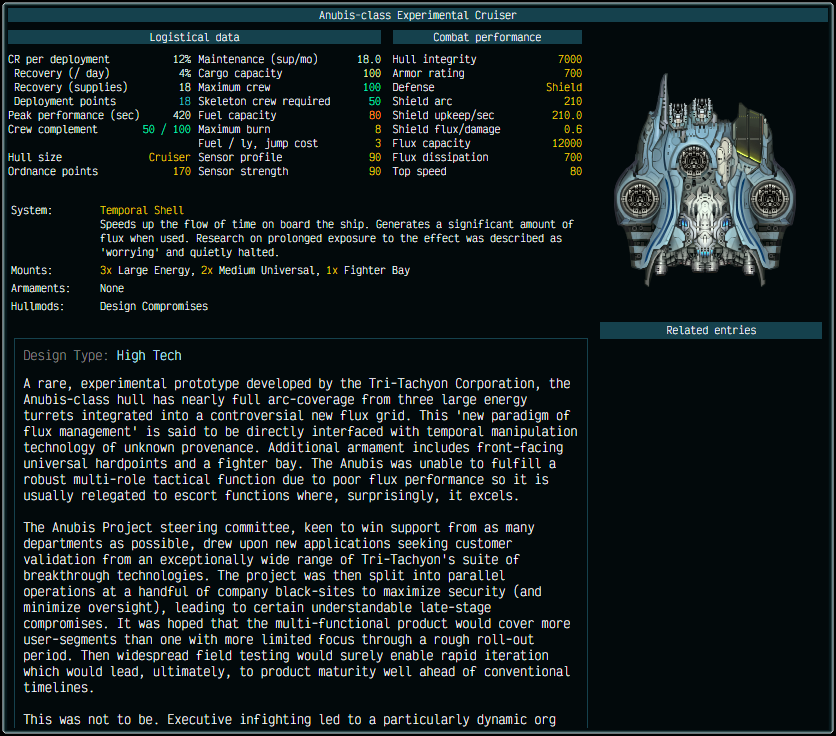 Anubis-class Experimental Cruiser
Logistical data
CR per deployment 12% Maintenance (sup/mo) 18.0
Recovery (/ day) 4% Cargo capacity 100
Recovery (supplies) 18 Maximum crew 100
Deployment points 18 Skeleton crew required 50
Peak performance (sec) 420 Fuel capacity 80
Crew complement 50 / 100 Maximum burn 8
Fuel / ly, jump cost 3
Hull size Cruiser Sensor profile 90
Ordnance points 170 Sensor strength 90
Combat performance
Hull integrity 7000
Armor rating 700
Defense Shield
Shield arc 210
Shield upkeep/sec 210.0
Shield flux/damage 0.6
Flux capacity 12000
Flux dissipation 700
Top speed 80
System: Temporal Shell
Speeds up the flow of time on board the ship. Generates a significant amount of
flux when used. Research on prolonged exposure to the effect was described as
'worrying' and quietly halted.
Mounts: 3x Large Energy, 2x Medium Universal, 1x Fighter Bay
Armaments: None
Hullmods: Design Compromises
Related entries
Design Type: High Tech
A rare, experimental prototype developed by the Tri-Tachyon Corporation, the
Anubis-class hull has nearly full arc-coverage from three large energy
turrets integrated into a controversial new flux grid. This 'new paradigm of
flux management' is said to be directly interfaced with temporal manipulation
technology of unknown provenance. Additional armament includes front-facing
universal hardpoints and a fighter bay. The Anubis was unable to fulfill a
robust multi-role tactical function due to poor flux performance so it is
usually relegated to escort functions where, surprisingly, it excels.
The Anubis Project steering committee, keen to win support from as many
departments as possible, drew upon new applications seeking customer
validation from an exceptionally wide range of Tri-Tachyon's suite of
breakthrough technologies. The project was then split into parallel
operations at a handful of company black-sites to maximize security (and
minimize oversight), leading to certain understandable late-stage
compromises. It was hoped that the multi-functional product would cover more
user-segments than one with more limited focus through a rough roll-out
period. Then widespread field testing would surely enable rapid iteration
which would lead, ultimately, to product maturity well ahead of conventional
timelines.
This was not to be. Executive infighting led to a particularly dynamic org